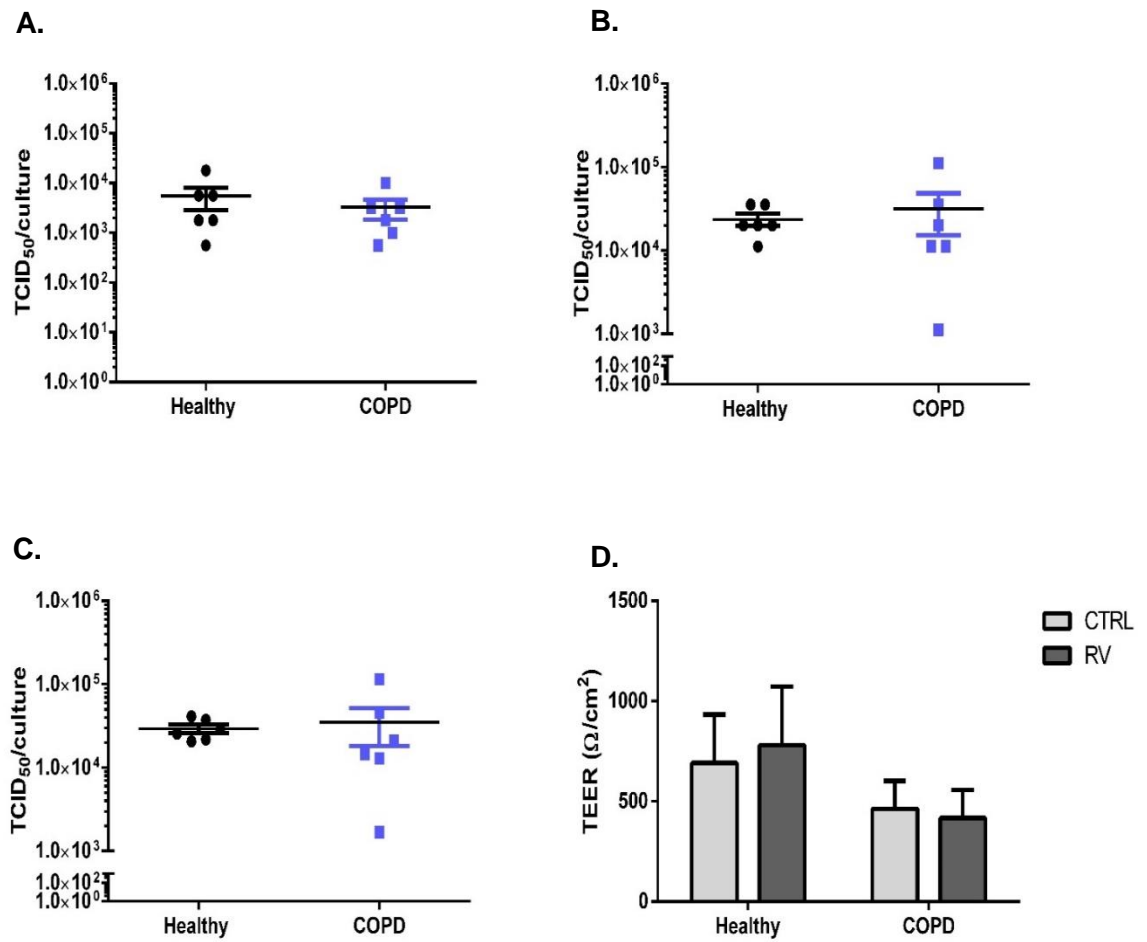 A.
TCID₅₀/culture
1.0×10⁶
1.0×10⁵
1.0×10⁴
1.0×10³
1.0×10²
1.0×10¹
1.0×10⁰
Healthy COPD
B.
TCID₅₀/culture
1.0×10⁶
1.0×10⁵
1.0×10⁴
1.0×10³
1.0×10²
1.0×10⁰
Healthy COPD
C.
TCID₅₀/culture
1.0×10⁶
1.0×10⁵
1.0×10⁴
1.0×10³
1.0×10²
1.0×10⁰
Healthy COPD
D.
TEER (Ω/cm²)
1500
1000
500
0
Healthy COPD
CTRL
RV